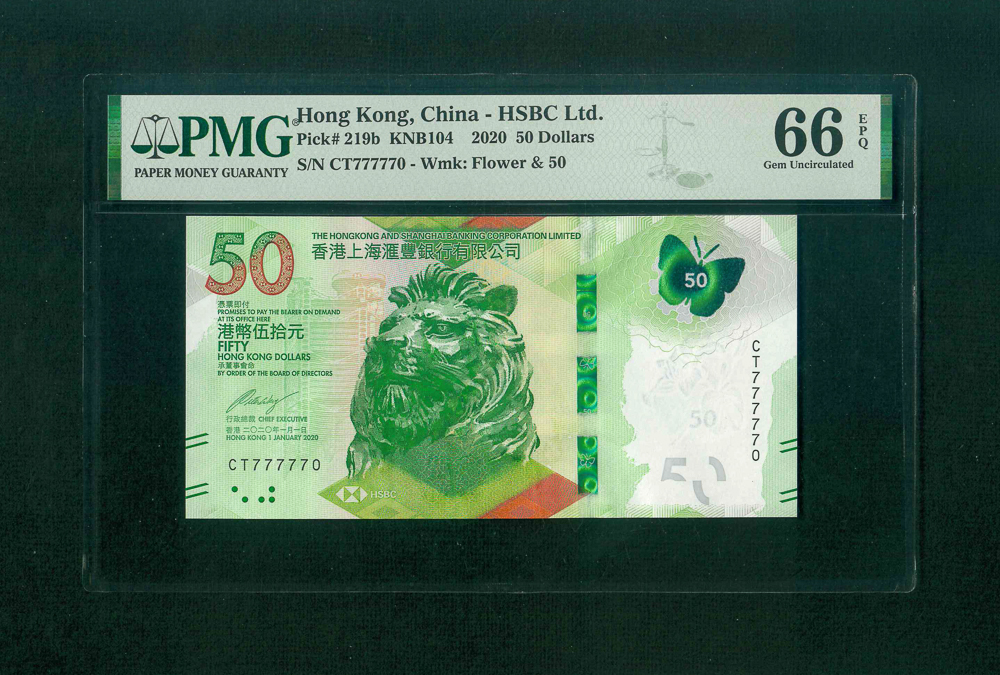 PMG®
PAPER MONEY GUARANTY
Hong Kong, China - HSBC Ltd.
Pick# 219b KNB104 2020 50 Dollars
S/N CT777770 - Wmk: Flower & 50
66
EPQ
Gem Uncirculated
50
THE HONGKONG AND SHANGHAI BANKING CORPORATION LIMITED
香港上海滙豐銀行有限公司
憑票即付
PROMISES TO PAY THE BEARER ON DEMAND
AT ITS OFFICE HERE
港幣伍拾元
FIFTY
HONG KONG DOLLARS
承董事會命
BY ORDER OF THE BOARD OF DIRECTORS
行政總裁 CHIEF EXECUTIVE
香港 二〇二〇年一月一日
HONG KONG 1 JANUARY 2020
CT777770
HSBC
50
CT777770
50
50